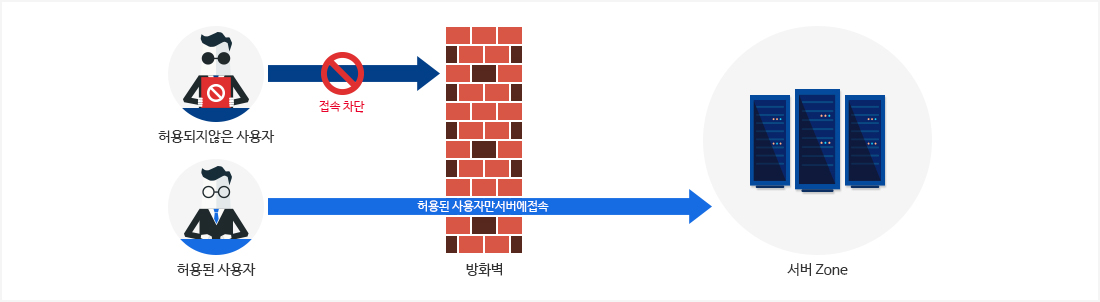 접속 차단
허용되지않은 사용자
허용된 사용자만서버에접속
허용된 사용자
방화벽
서버 Zone